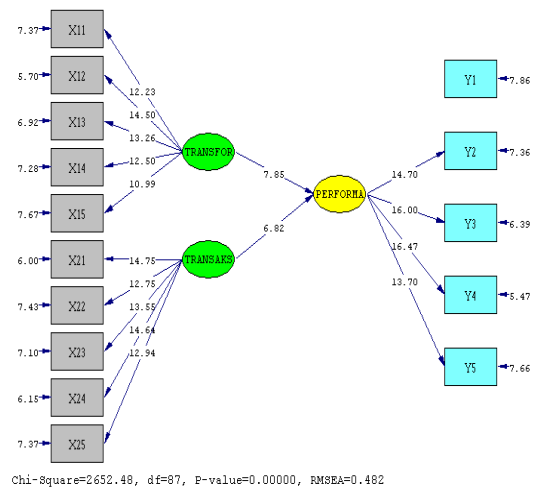 7.37 X11
5.70 X12
6.92 X13
7.28 X14
7.67 X15
6.00 X21
7.43 X22
7.10 X23
6.15 X24
7.37 X25
12.23
14.50
13.26
12.50
10.99
14.75
12.75
13.55
14.64
12.94
TRANSFOR
TRANSAKS
7.85
6.82
PERFORMA
14.70
16.00
16.47
13.70
Y1 7.86
Y2 7.36
Y3 6.39
Y4 5.47
Y5 7.66
Chi-Square=2652.48, df=87, P-value=0.00000, RMSEA=0.482